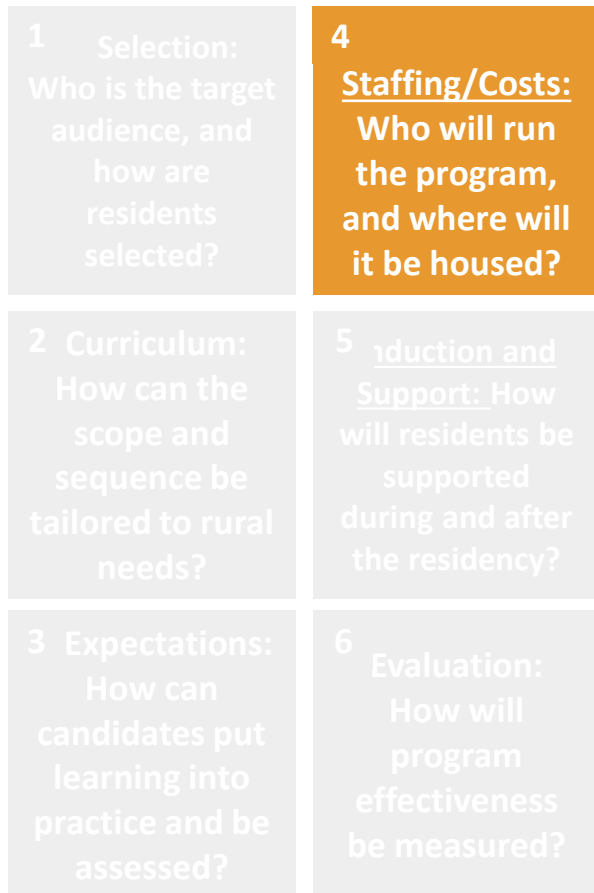 1
Selection:
Who is the target
audience, and
how are
residents
selected?
2 Curriculum:
How can the
scope and
sequence be
tailored to rural
needs?
3 Expectations:
How can
candidates put
learning into
practice and be
assessed?
4
Staffing/Costs:
Who will run
the program,
and where will
it be housed?
5 nduction and
Support: How
will residents be
supported
during and after
the residency?
6
Evaluation:
How will
program
effectiveness
be measured?